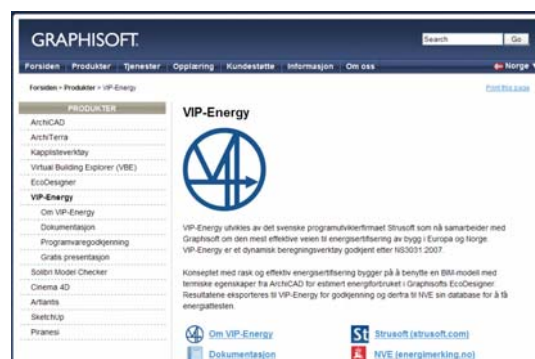 GRAPHISOFT.
Search
Go
Forsiden Produkter Tjenester Opplæring Kundestøtte Informasjon Om oss Norge
Forsiden > Produkter > VIP-Energy
Print this page
PRODUKTER
ArchiCAD
ArchiTerra
Kapplisteverktøy
Virtual Building Explorer (VBE)
EcoDesigner
VIP-Energy
Om VIP-Energy
Dokumentasjon
Programvaregodkjenning
Gratis presentasjon
Solibri Model Checker
Cinema 4D
Artlantis
SketchUp
Piranesi
VIP-Energy
VIP-Energy utvikles av det svenske programutviklerfirmaet Strusoft som nå samarbeider med
Graphisoft om den mest effektive veien til energisertifisering av bygg i Europa og Norge.
VIP-Energy er et dynamisk beregningsverktøy godkjent etter NS3031:2007.
Konseptet med rask og effektiv energisertifisering bygger på å benytte en BIM-modell med
termiske egenskaper fra ArchiCAD for estimert energiforbruket i Graphisofts EcoDesigner.
Resultatene eksporteres til VIP-Energy for godkjenning og derfra til NVE sin database for å få
energiattesten.
Om VIP-Energy
St Strusoft (strusoft.com)
Dokumentasjon
NVE (energimerking.no)